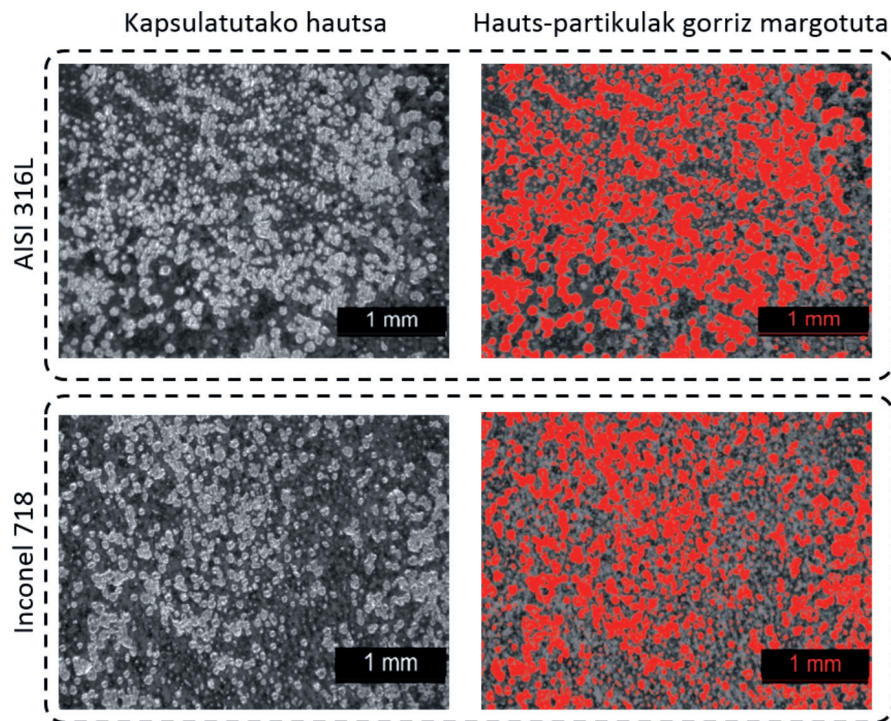 Kapsulatutako hautsa
Hauts-partikulak gorriz margotuta
AISI 316L
1 mm
1 mm
Inconel 718
1 mm
1 mm